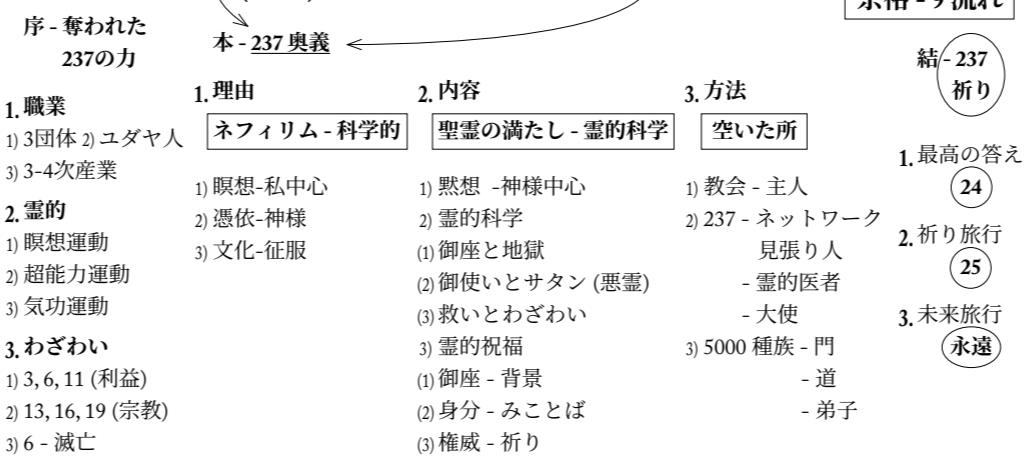 序 - 奪われた
237の力
1. 職業
1) 3団体 2) ユダヤ人
3) 3-4次産業
2. 霊的
1) 瞑想運動
2) 超能力運動
3) 気功運動
3. わざわい
1) 3, 6, 11 (利益)
2) 13, 16, 19 (宗教)
3) 6 - 滅亡
本 - 237 奥義
1. 理由
ネフィリム - 科学的
1) 瞑想-私中心
2) 憑依-神様
3) 文化-征服
2. 内容
聖霊の満たし - 霊的科学
1) 黙想 -神様中心
2) 霊的科学
(1) 御座と地獄
(2) 御使いとサタン (悪霊)
(3) 救いとわざわい
3) 霊的祝福
(1) 御座 - 背景
(2) 身分 - みことば
(3) 権威 - 祈り
3. 方法
空いた所
1) 教会 - 主人
2) 237 - ネットワーク
見張り人
- 霊的医者
- 大使
3) 5000 種族 - 門
- 道
- 弟子
結 - 237
祈り
1. 最高の答え
24
2. 祈り旅行
25
3. 未来旅行
永遠